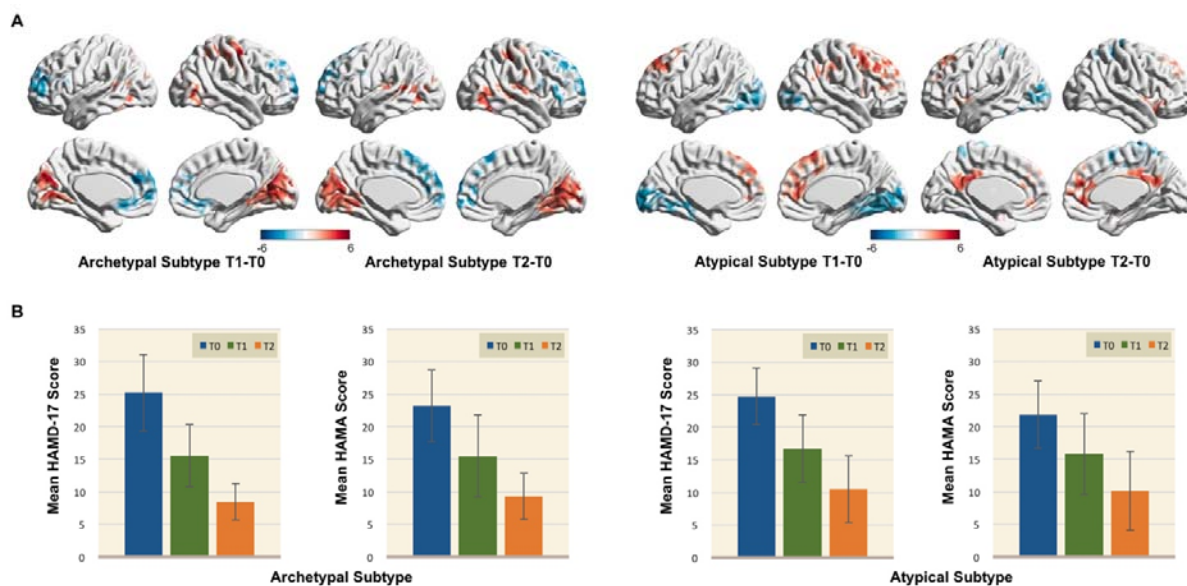 A
-6 6
-6 6
Archetypal Subtype T1-T0 Archetypal Subtype T2-T0
Atypical Subtype T1-T0 Atypical Subtype T2-T0
B
Mean HAMD-17 Score
35
30
25
20
15
10
5
0
T0 T1 T2
Mean HAMA Score
35
30
25
20
15
10
5
0
T0 T1 T2
Archetypal Subtype
Mean HAMD-17 Score
35
30
25
20
15
10
5
0
T0 T1 T2
Mean HAMA Score
35
30
25
20
15
10
5
0
T0 T1 T2
Atypical Subtype